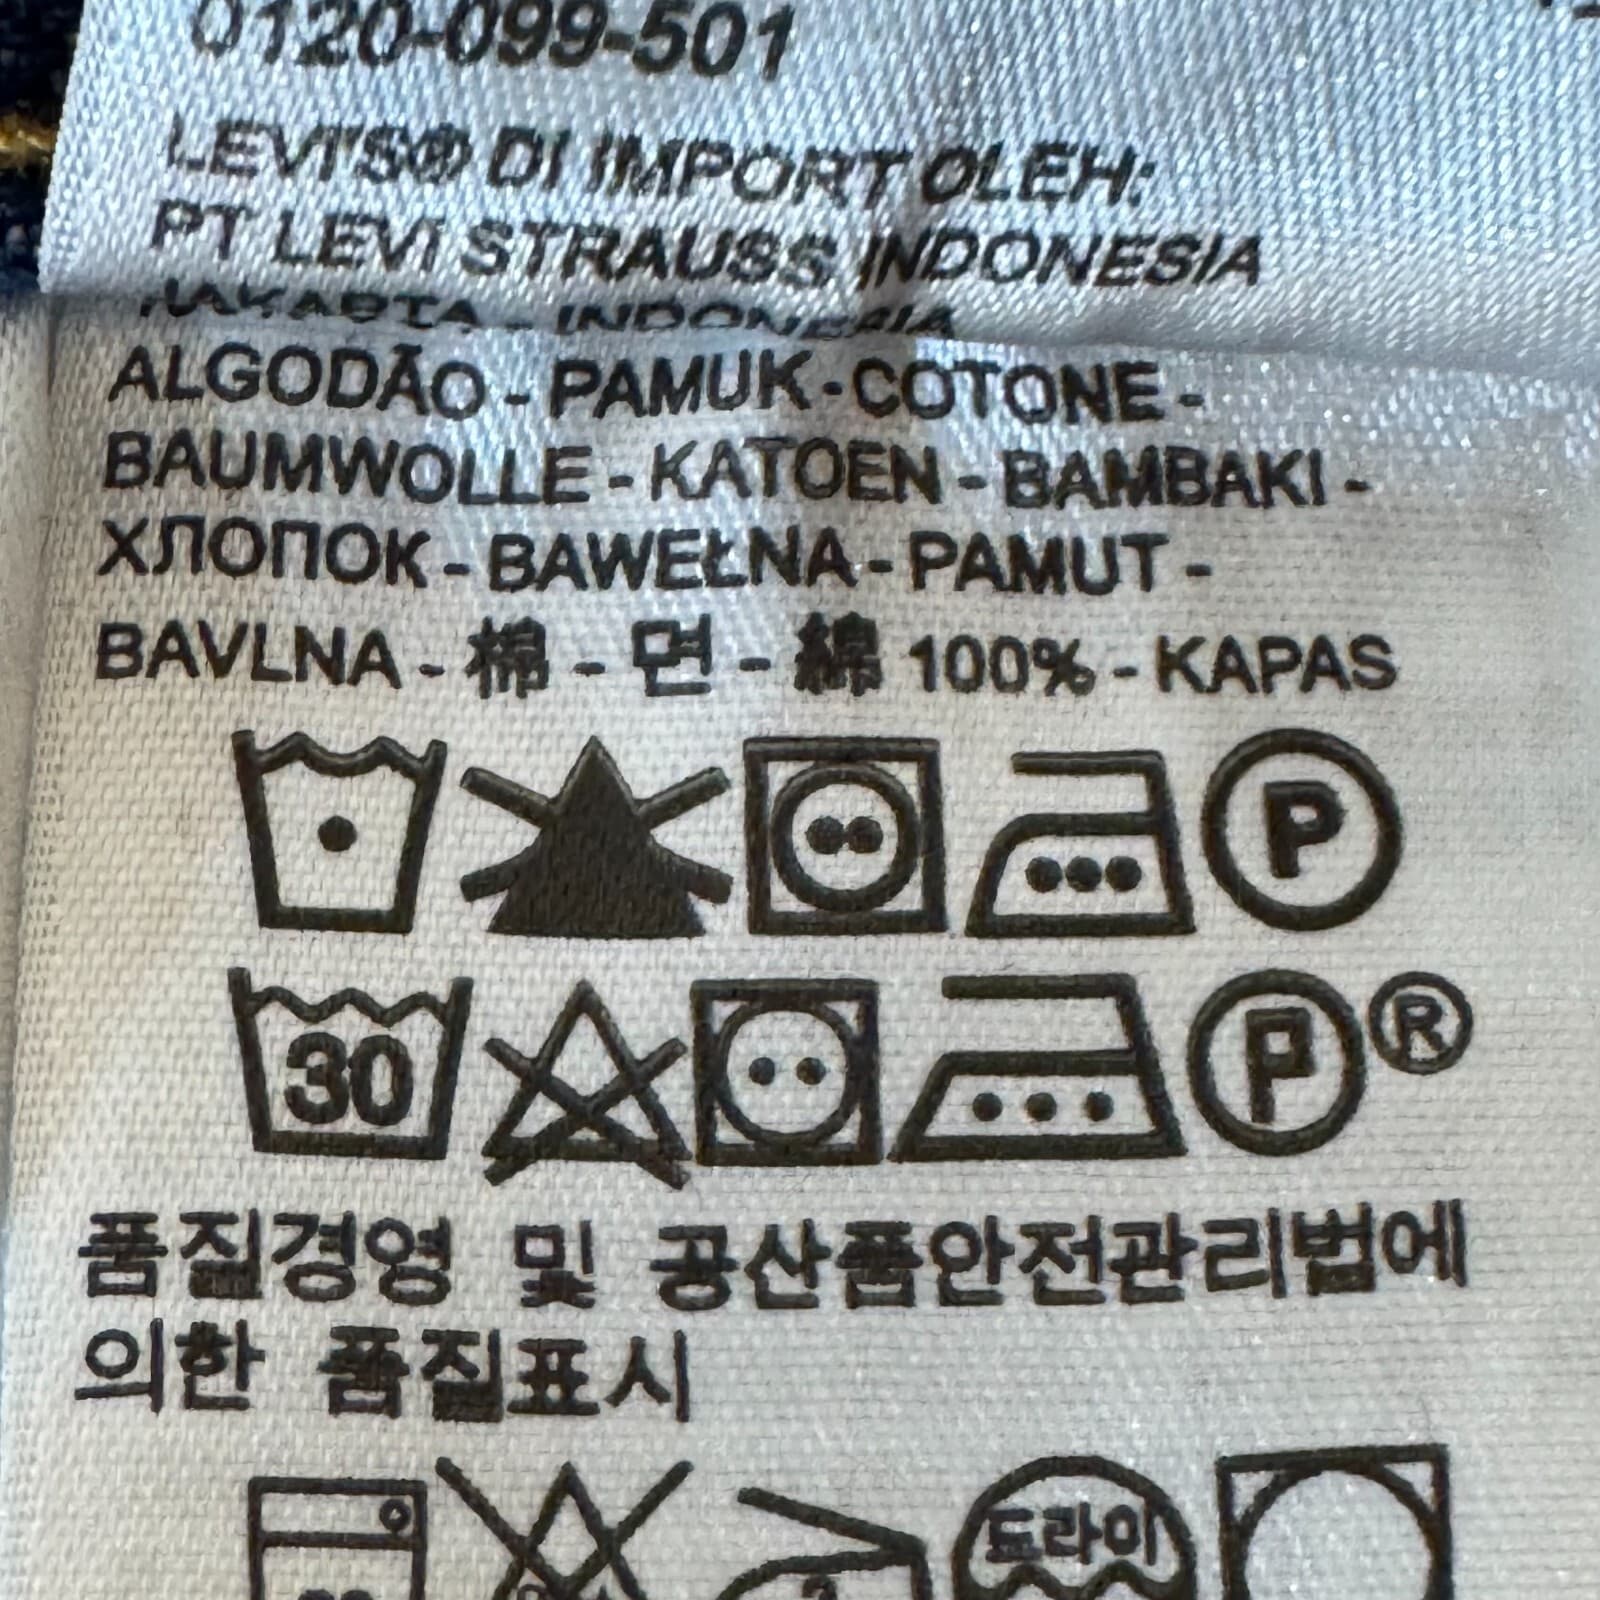 0120-099-501
LEVI'S® DI IMPORT OLEH:
PT LEVI STRAUSS INDONESIA
JAKARTA - INDONESIA
ALGODÃO - PAMUK - COTONE -
BAUMWOLLE - KATOEN - BAMBAKI -
ХЛОПОК - BAWEŁNA - PAMUT -
BAVLNA - 棉 - 면 - 綿 100% - KAPAS
P
30 P ®
품질경영 및 공산품안전관리법에
의한 품질표시
드라이